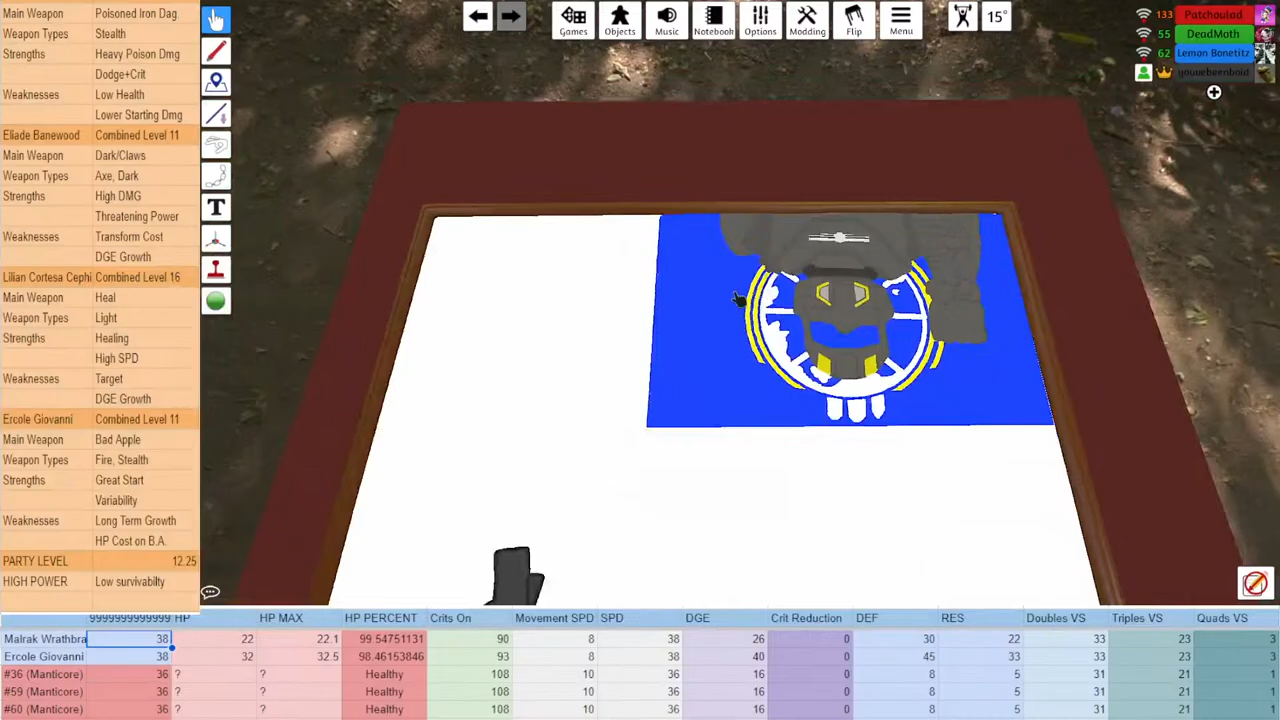 Main Weapon Poisoned Iron Dag.
Weapon Types Stealth
Strengths Heavy Poison Dmg
Dodge+Crit
Weaknesses Low Health
Lower Starting Dmg
Eliade Banewood Combined Level 11
Main Weapon Dark/Claws
Weapon Types Axe, Dark
Strengths High DMG
Threatening Power
Weaknesses Transform Cost
DGE Growth
Lilian Cortesa Cephi Combined Level 16
Main Weapon Heal
Weapon Types Light
Strengths Healing
High SPD
Weaknesses Target
DGE Growth
Ercole Giovanni Combined Level 11
Main Weapon Bad Apple
Weapon Types Fire, Stealth
Strengths Great Start
Variability
Weaknesses Long Term Growth
HP Cost on B.A.
PARTY LEVEL 12.25
HIGH POWER Low survivabilty
Games Objects Music Notebook Options Modding Flip Menu 15°
133 Patchoulad
55 DeadMoth
62 Lemon Bonetitz
youvebeenboid
T
9999999999999 HP HP MAX HP PERCENT Crits On Movement SPD SPD DGE Crit Reduction DEF RES Doubles VS Triples VS Quads VS
Malrak Wrathbra 38 22 22.1 99.54751131 90 8 38 26 0 30 22 33 23 3
Ercole Giovanni 38 32 32.5 98.46153846 93 8 38 40 0 45 33 33 23 3
#36 (Manticore) 36 ? ? Healthy 108 10 36 16 0 8 5 31 21 1
#59 (Manticore) 36 ? ? Healthy 108 10 36 16 0 8 5 31 21 1
#60 (Manticore) 36 ? ? Healthy 108 10 36 16 0 8 5 31 21 1